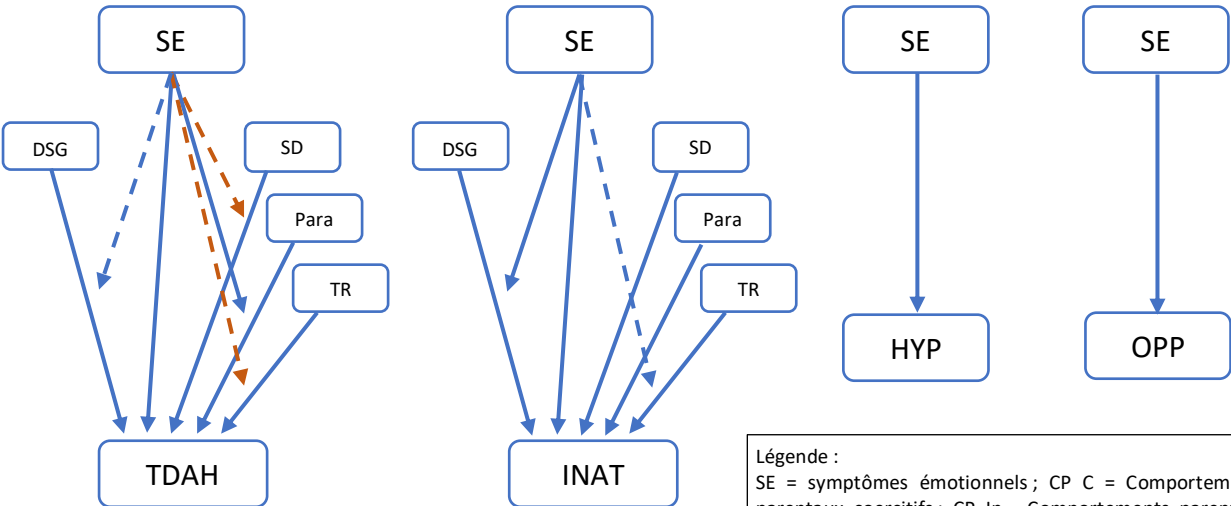 SE
SE
SE
SE
DSG
SD
DSG
SD
Para
Para
TR
TR
HYP
OPP
TDAH
INAT
Légende :
SE = symptômes émotionnels ; CP C =